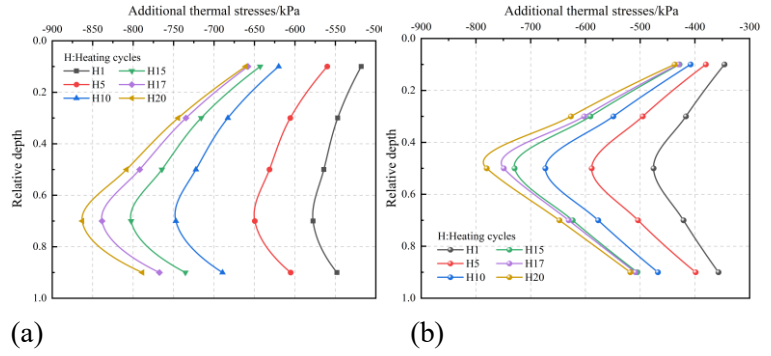 Additional thermal stresses/kPa
-900 -850 -800 -750 -700 -650 -600 -550 -500
0.0
0.2
0.4
0.6
0.8
1.0
Relative depth
H:Heating cycles
H1 H15
H5 H17
H10 H20
(a)
Additional thermal stresses/kPa
-900 -800 -700 -600 -500 -400 -300
0.0
0.2
0.4
0.6
0.8
1.0
Relative depth
H:Heating cycles
H1 H15
H5 H17
H10 H20
(b)